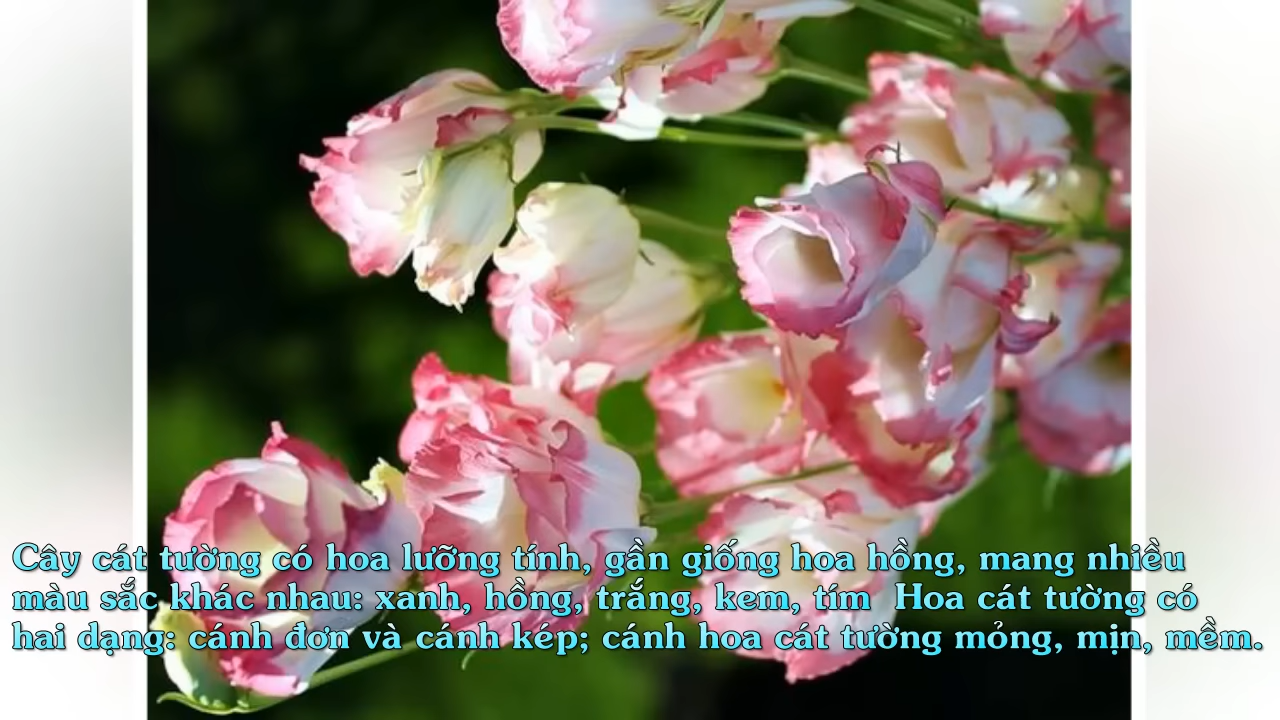 Cây cát tường có hoa lưỡng tính, gần giống hoa hồng, mang nhiều
màu sắc khác nhau: xanh, hồng, trắng, kem, tím  Hoa cát tường có
hai dạng: cánh đơn và cánh kép; cánh hoa cát tường mỏng, mịn, mềm.